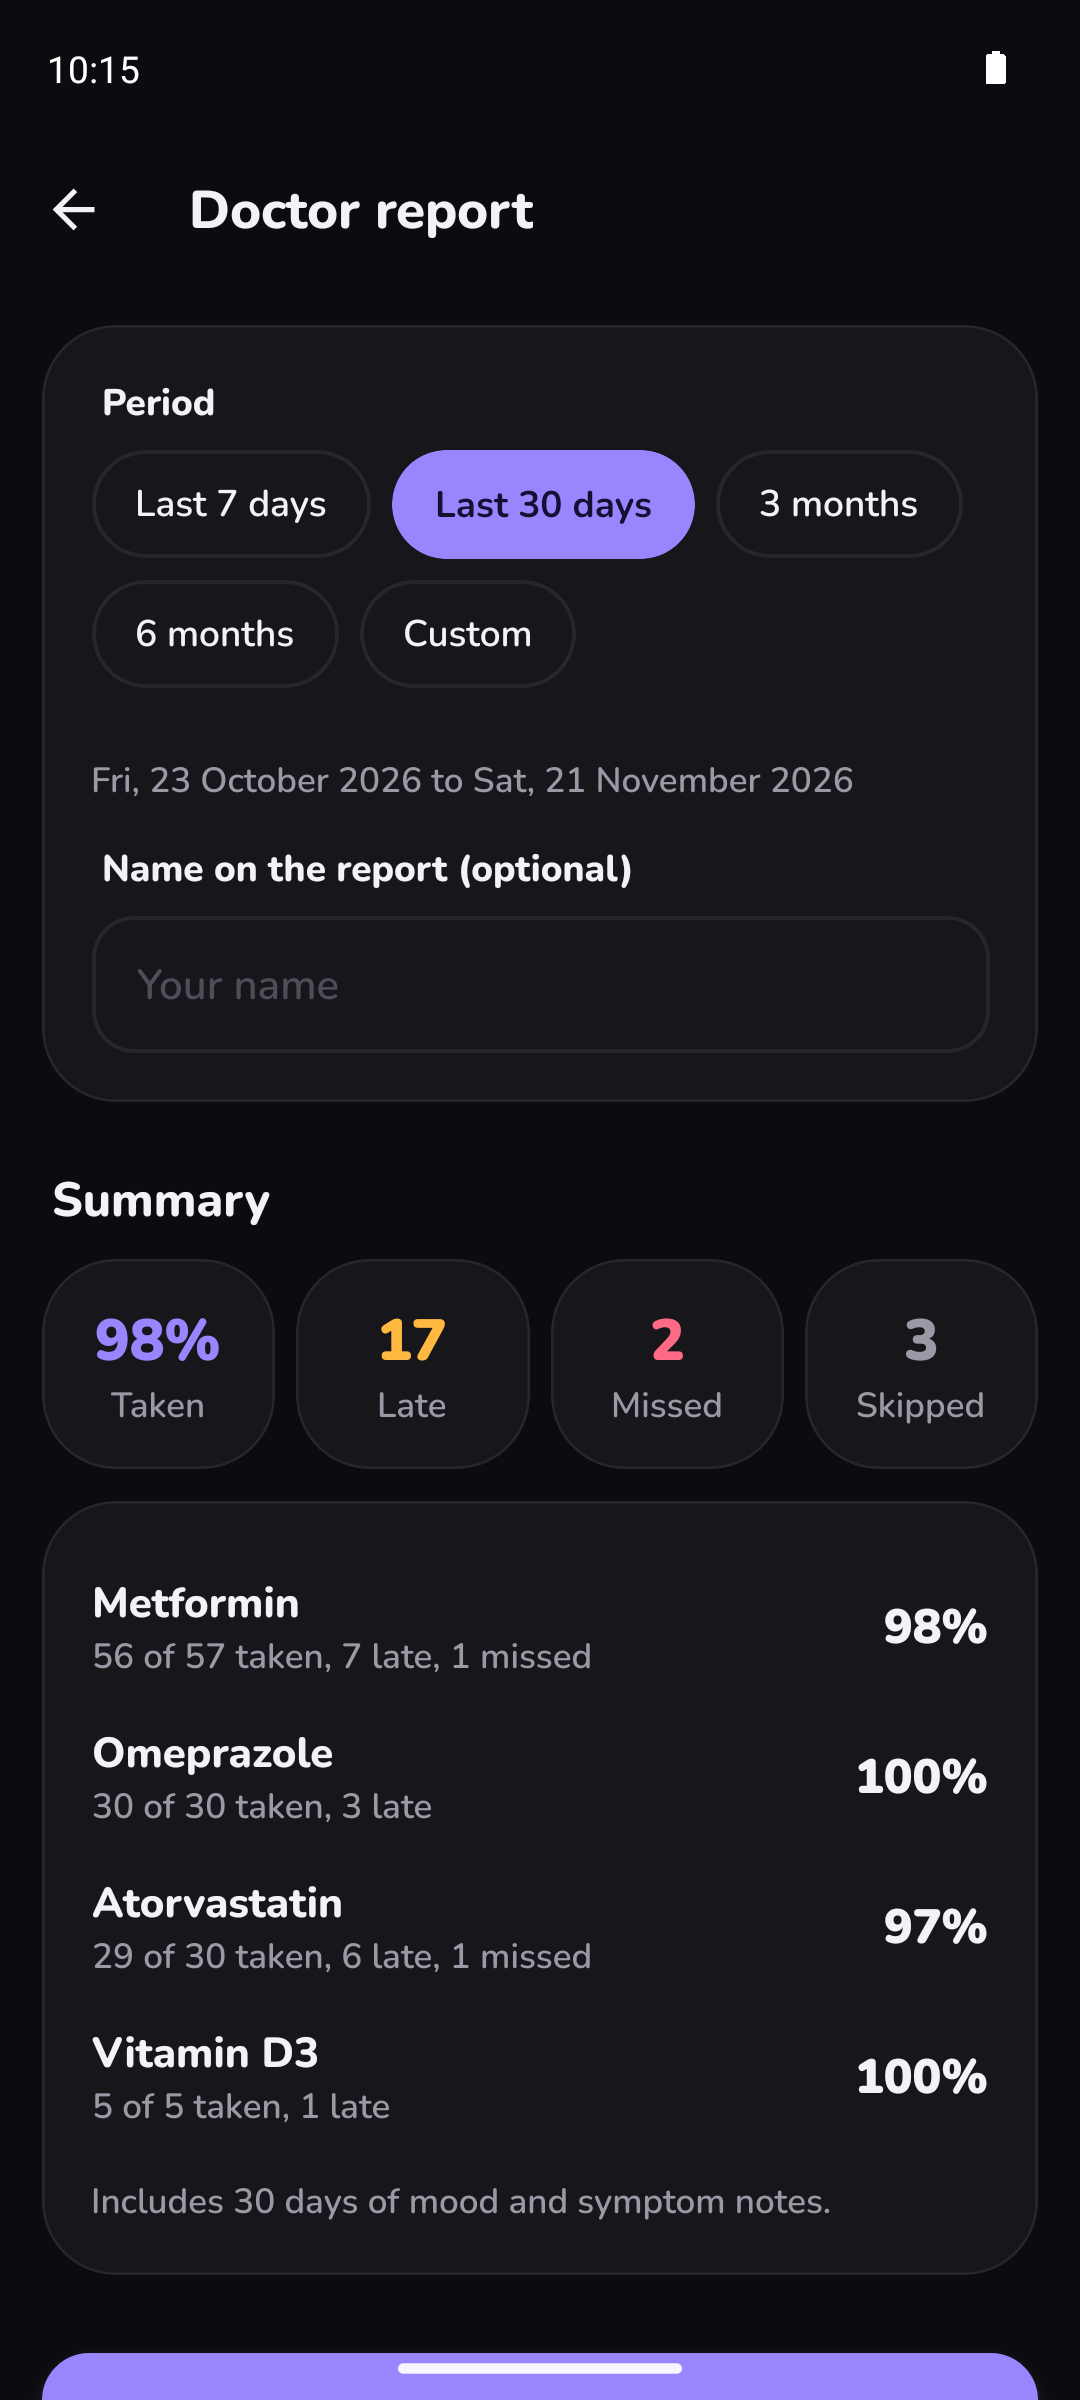 10:15
Doctor report
Period
Last 7 days
Last 30 days
3 months
6 months
Custom
Fri, 23 October 2026 to Sat, 21 November 2026
Name on the report (optional)
Your name
Summary
98%
Taken
17
Late
2
Missed
3
Skipped
Metformin
56 of 57 taken, 7 late, 1 missed
98%
Omeprazole
30 of 30 taken, 3 late
100%
Atorvastatin
29 of 30 taken, 6 late, 1 missed
97%
Vitamin D3
5 of 5 taken, 1 late
100%
Includes 30 days of mood and symptom notes.